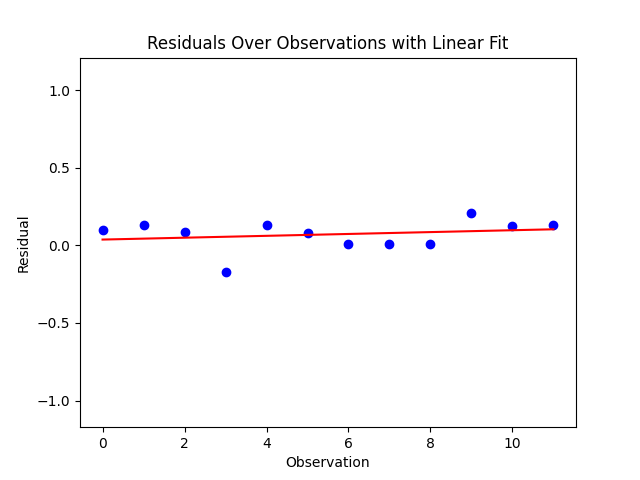 Residuals Over Observations with Linear Fit
1.0
0.5
0.0
−0.5
−1.0
Residual
0 2 4 6 8 10
Observation